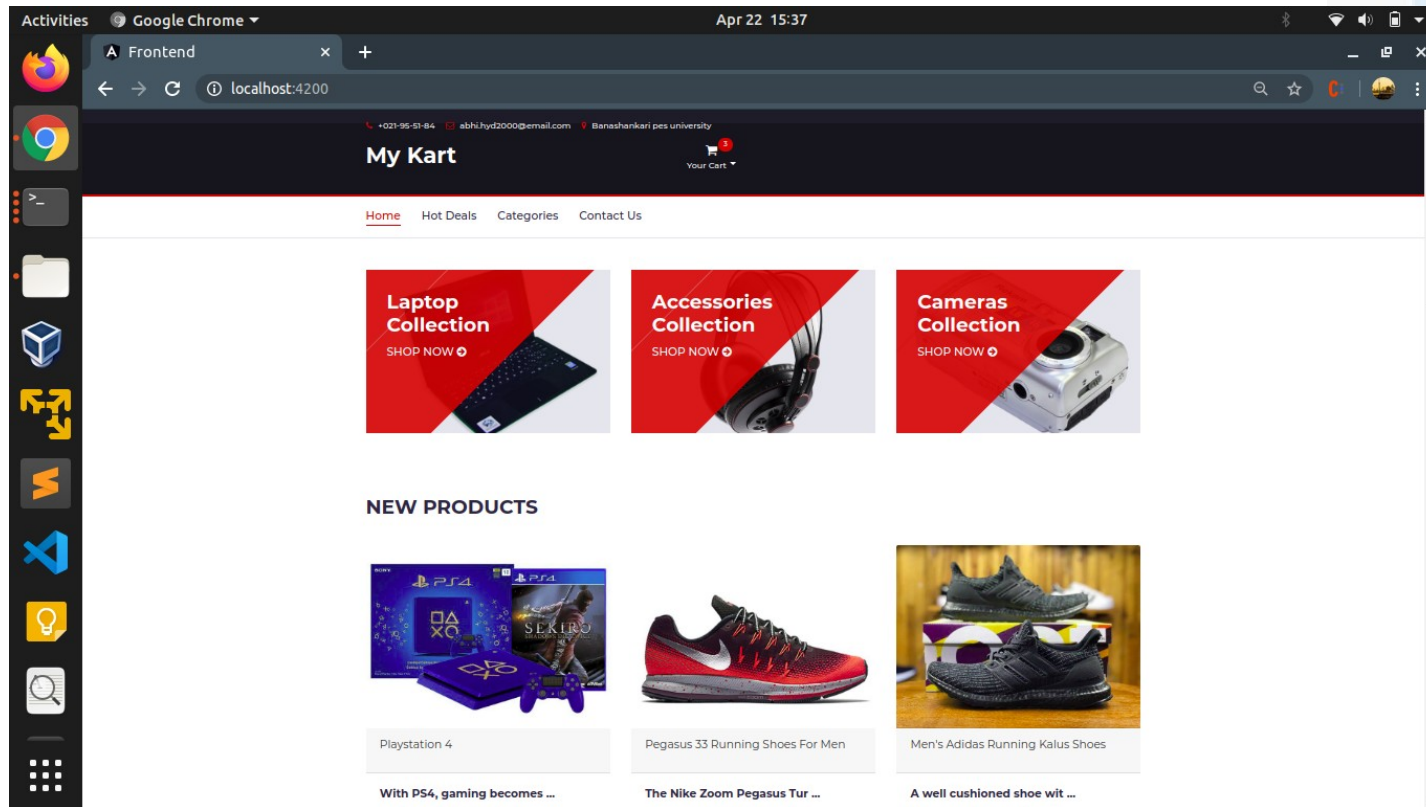 Activities Google Chrome Apr 22 15:37
Frontend
localhost:4200
+021-95-51-84 abhi.hyd2000@email.com Banashankari pes university
My Kart
3
Your Cart
Home Hot Deals Categories Contact Us
Laptop
Collection
SHOP NOW
Accessories
Collection
SHOP NOW
Cameras
Collection
SHOP NOW
NEW PRODUCTS
SONY
PS4
PS4
SEKIRO
Playstation 4
Pegasus 33 Running Shoes For Men
Men's Adidas Running Kalus Shoes
With PS4, gaming becomes ...
The Nike Zoom Pegasus Tur ...
A well cushioned shoe wit ...